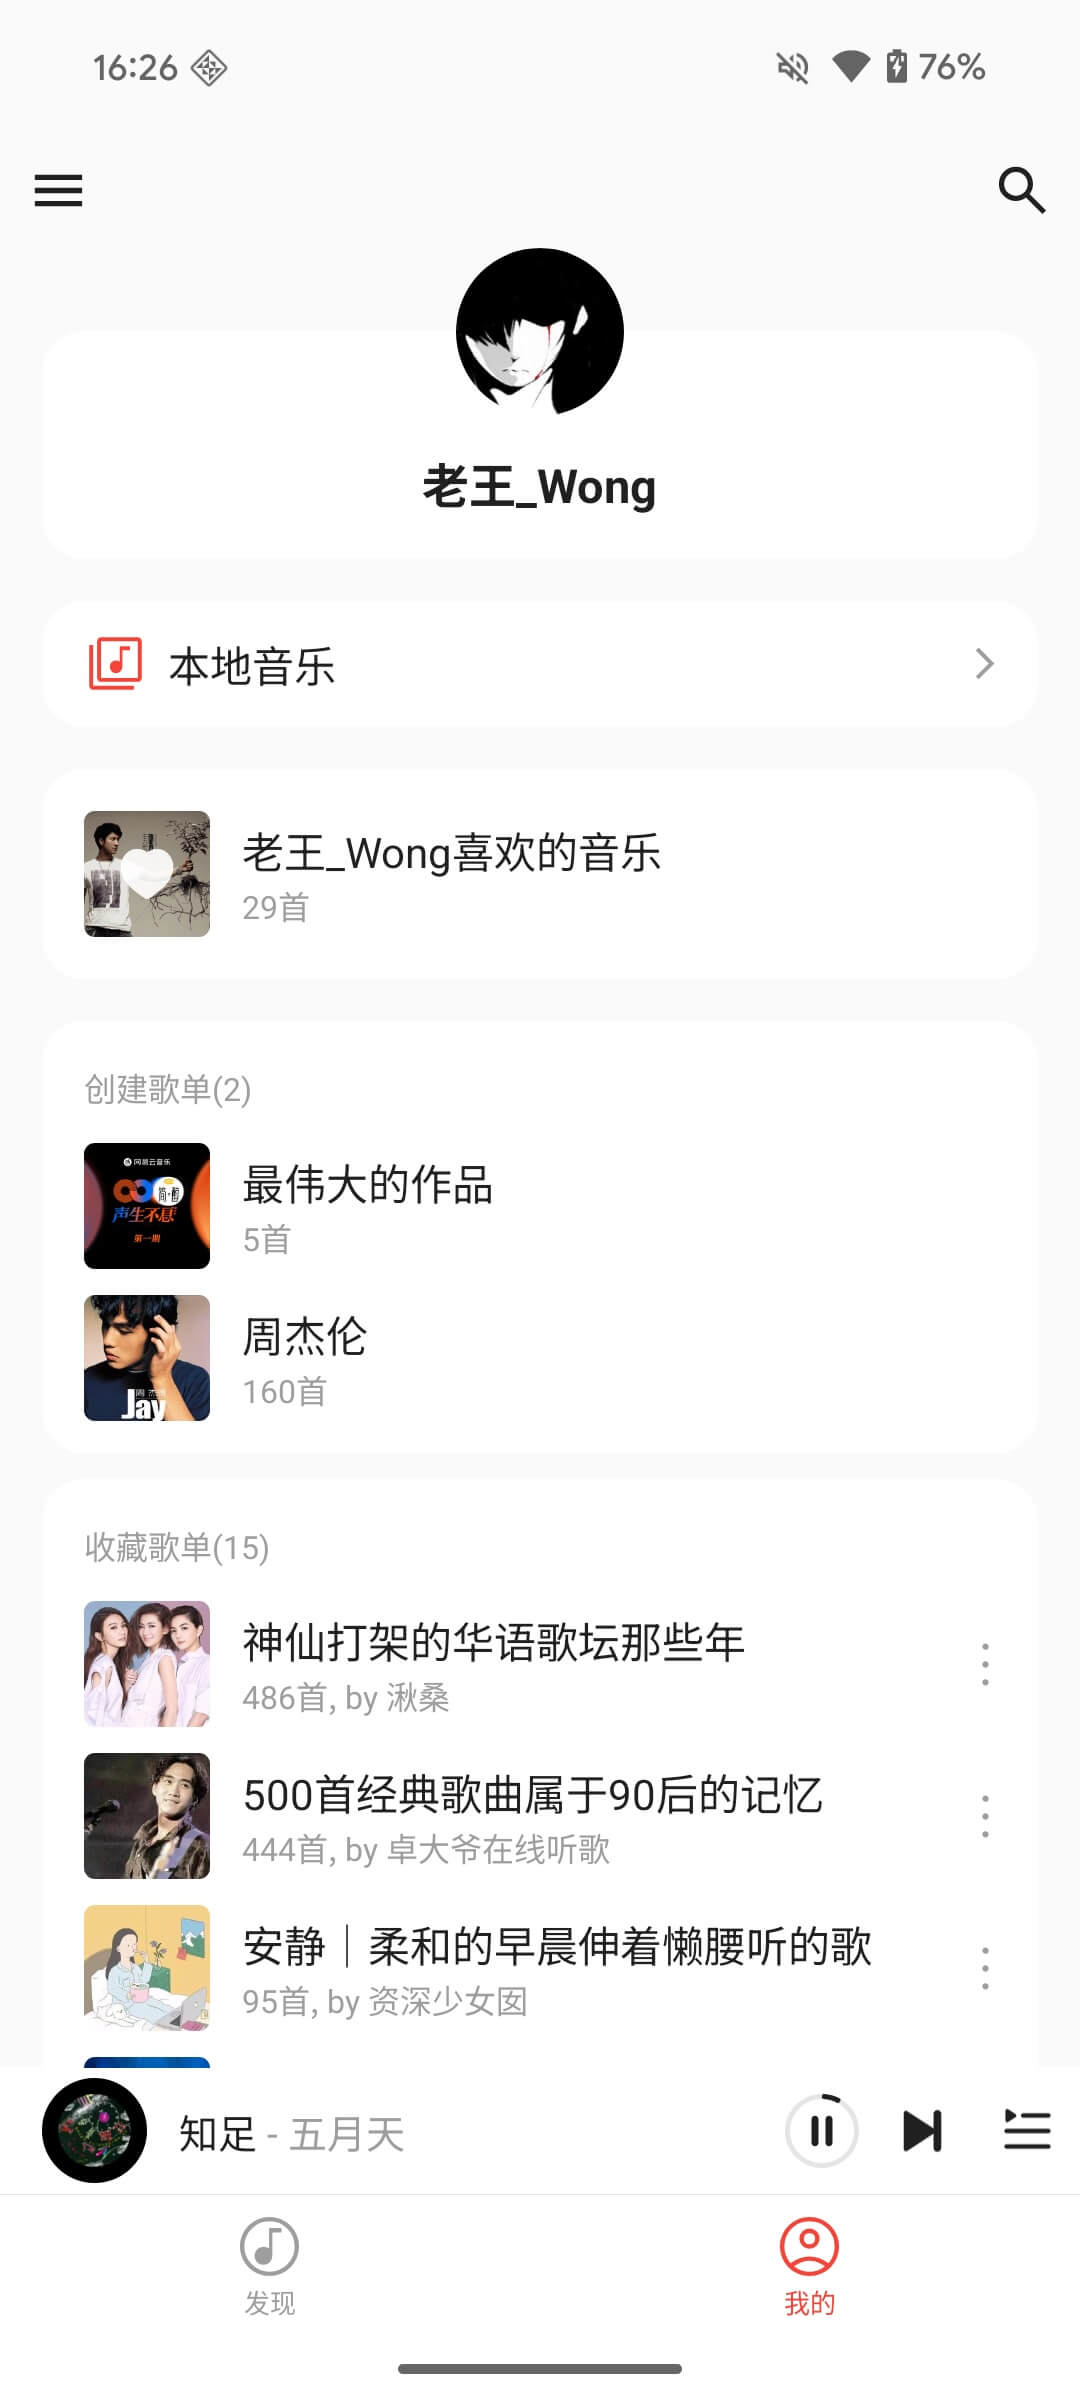 16:26
76%
老王_Wong
本地音乐
老王_Wong喜欢的音乐
29首
创建歌单(2)
网易云音乐
声生不息
第一期
最伟大的作品
5首
Jay
周杰伦
160首
收藏歌单(15)
神仙打架的华语歌坛那些年
486首, by 湫桑
500首经典歌曲属于90后的记忆
444首, by 卓大爷在线听歌
安静｜柔和的早晨伸着懒腰听的歌
95首, by 资深少女囡
知足 - 五月天
发现
我的